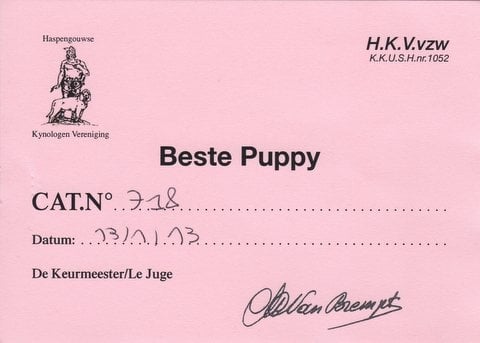 Haspengouwse
Kynologen Vereniging
H.K.V.vzw
K.K.U.S.H.nr.1052
Beste Puppy
CAT.N° 718
Datum: 13/1/13
De Keurmeester/Le Juge
Van Brempt